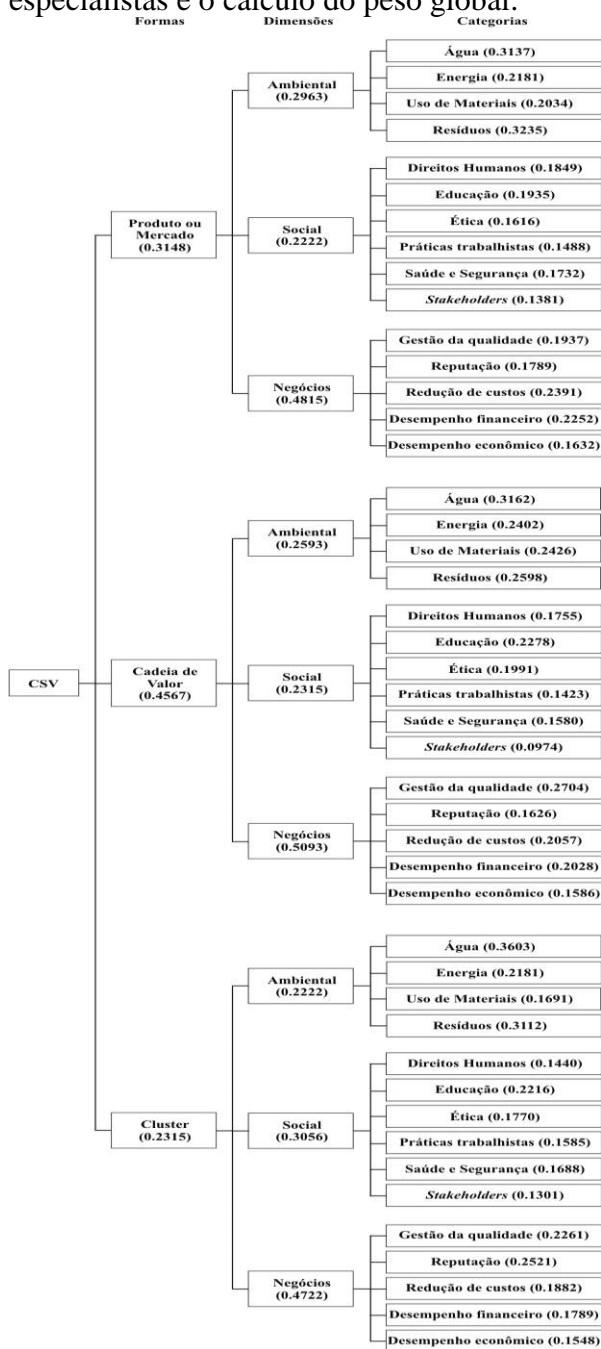 especialistas e o cálculo do peso global.
Formas Dimensões Categorias
Água (0.3137)
Ambiental
(0.2963)
Energia (0.2181)
Uso de Materiais (0.2034)
Resíduos (0.3235)
Direitos Humanos (0.1849)
Educação (0.1935)
Produto ou
Mercado
(0.3148)
Social
(0.2222)
Ética (0.1616)
Práticas trabalhistas (0.1488)
Saúde e Segurança (0.1732)
Stakeholders (0.1381)
Gestão da qualidade (0.1937)
Reputação (0.1789)
Negócios
(0.4815)
Redução de custos (0.2391)
Desempenho financeiro (0.2252)
Desempenho econômico (0.1632)
Água (0.3162)
Ambiental
(0.2593)
Energia (0.2402)
Uso de Materiais (0.2426)
Resíduos (0.2598)
Direitos Humanos (0.1755)
Educação (0.2278)
CSV
Cadeia de
Valor
(0.4567)
Social
(0.2315)
Ética (0.1991)
Práticas trabalhistas (0.1423)
Saúde e Segurança (0.1580)
Stakeholders (0.0974)
Gestão da qualidade (0.2704)
Reputação (0.1626)
Negócios
(0.5093)
Redução de custos (0.2057)
Desempenho financeiro (0.2028)
Desempenho econômico (0.1586)
Água (0.3603)
Ambiental
(0.2222)
Energia (0.2181)
Uso de Materiais (0.1691)
Resíduos (0.3112)
Direitos Humanos (0.1440)
Educação (0.2216)
Cluster
(0.2315)
Social
(0.3056)
Ética (0.1770)
Práticas trabalhistas (0.1585)
Saúde e Segurança (0.1688)
Stakeholders (0.1301)
Gestão da qualidade (0.2261)
Reputação (0.2521)
Negócios
(0.4722)
Redução de custos (0.1882)
Desempenho financeiro (0.1789)
Desempenho econômico (0.1548)